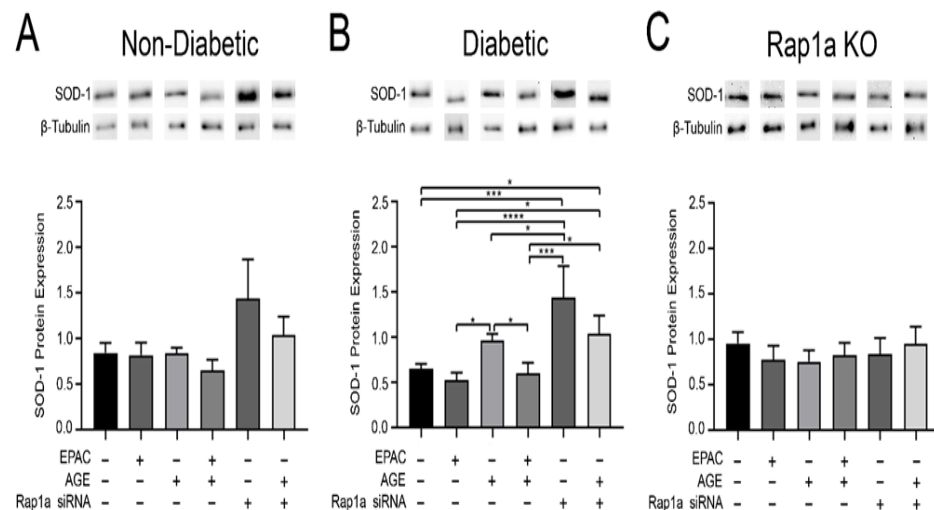 A Non-Diabetic
SOD-1
β-Tubulin
SOD-1 Protein Expression
2.5
2.0
1.5
1.0
0.5
0.0
EPAC − + − + − −
AGE − − + + − +
Rap1a siRNA − − − − + +
B Diabetic
SOD-1
β-Tubulin
SOD-1 Protein Expression
2.5
2.0
1.5
1.0
0.5
0.0
*
***
*
****
*
*
***
*
*
EPAC − + − + − −
AGE − − + + − +
Rap1a siRNA − − − − + +
C Rap1a KO
SOD-1
β-Tubulin
SOD-1 Protein Expression
2.5
2.0
1.5
1.0
0.5
0.0
EPAC − + − + − −
AGE − − + + − +
Rap1a siRNA − − − − + +